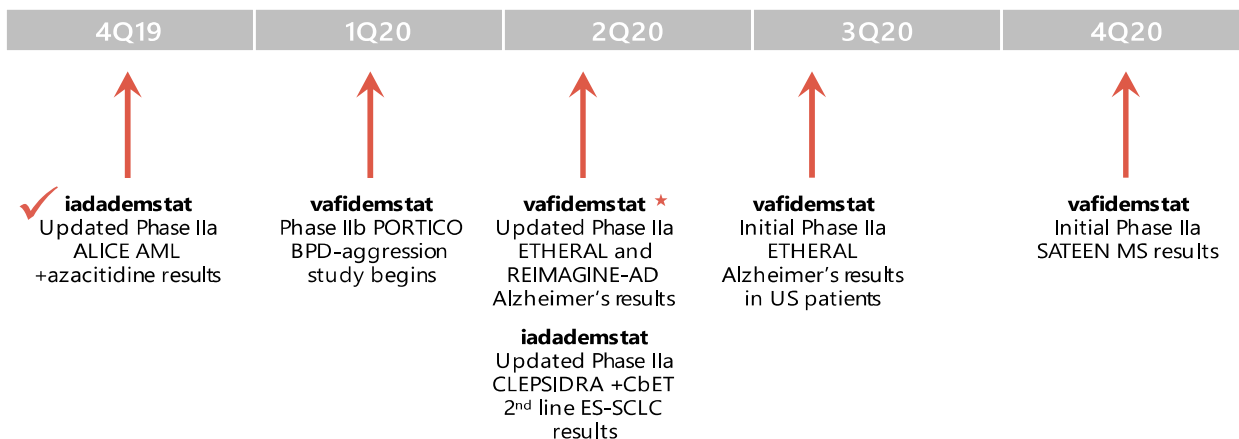 4Q19 1Q20 2Q20 3Q20 4Q20
iadademstat
Updated Phase IIa
ALICE AML
+azacitidine results
vafidemstat
Phase IIb PORTICO
BPD-aggression
study begins
vafidemstat ★
Updated Phase IIa
ETHERAL and
REIMAGINE-AD
Alzheimer's results
iadademstat
Updated Phase IIa
CLEPSIDRA +CbET
2nd line ES-SCLC
results
vafidemstat
Initial Phase IIa
ETHERAL
Alzheimer's results
in US patients
vafidemstat
Initial Phase IIa
SATEEN MS results